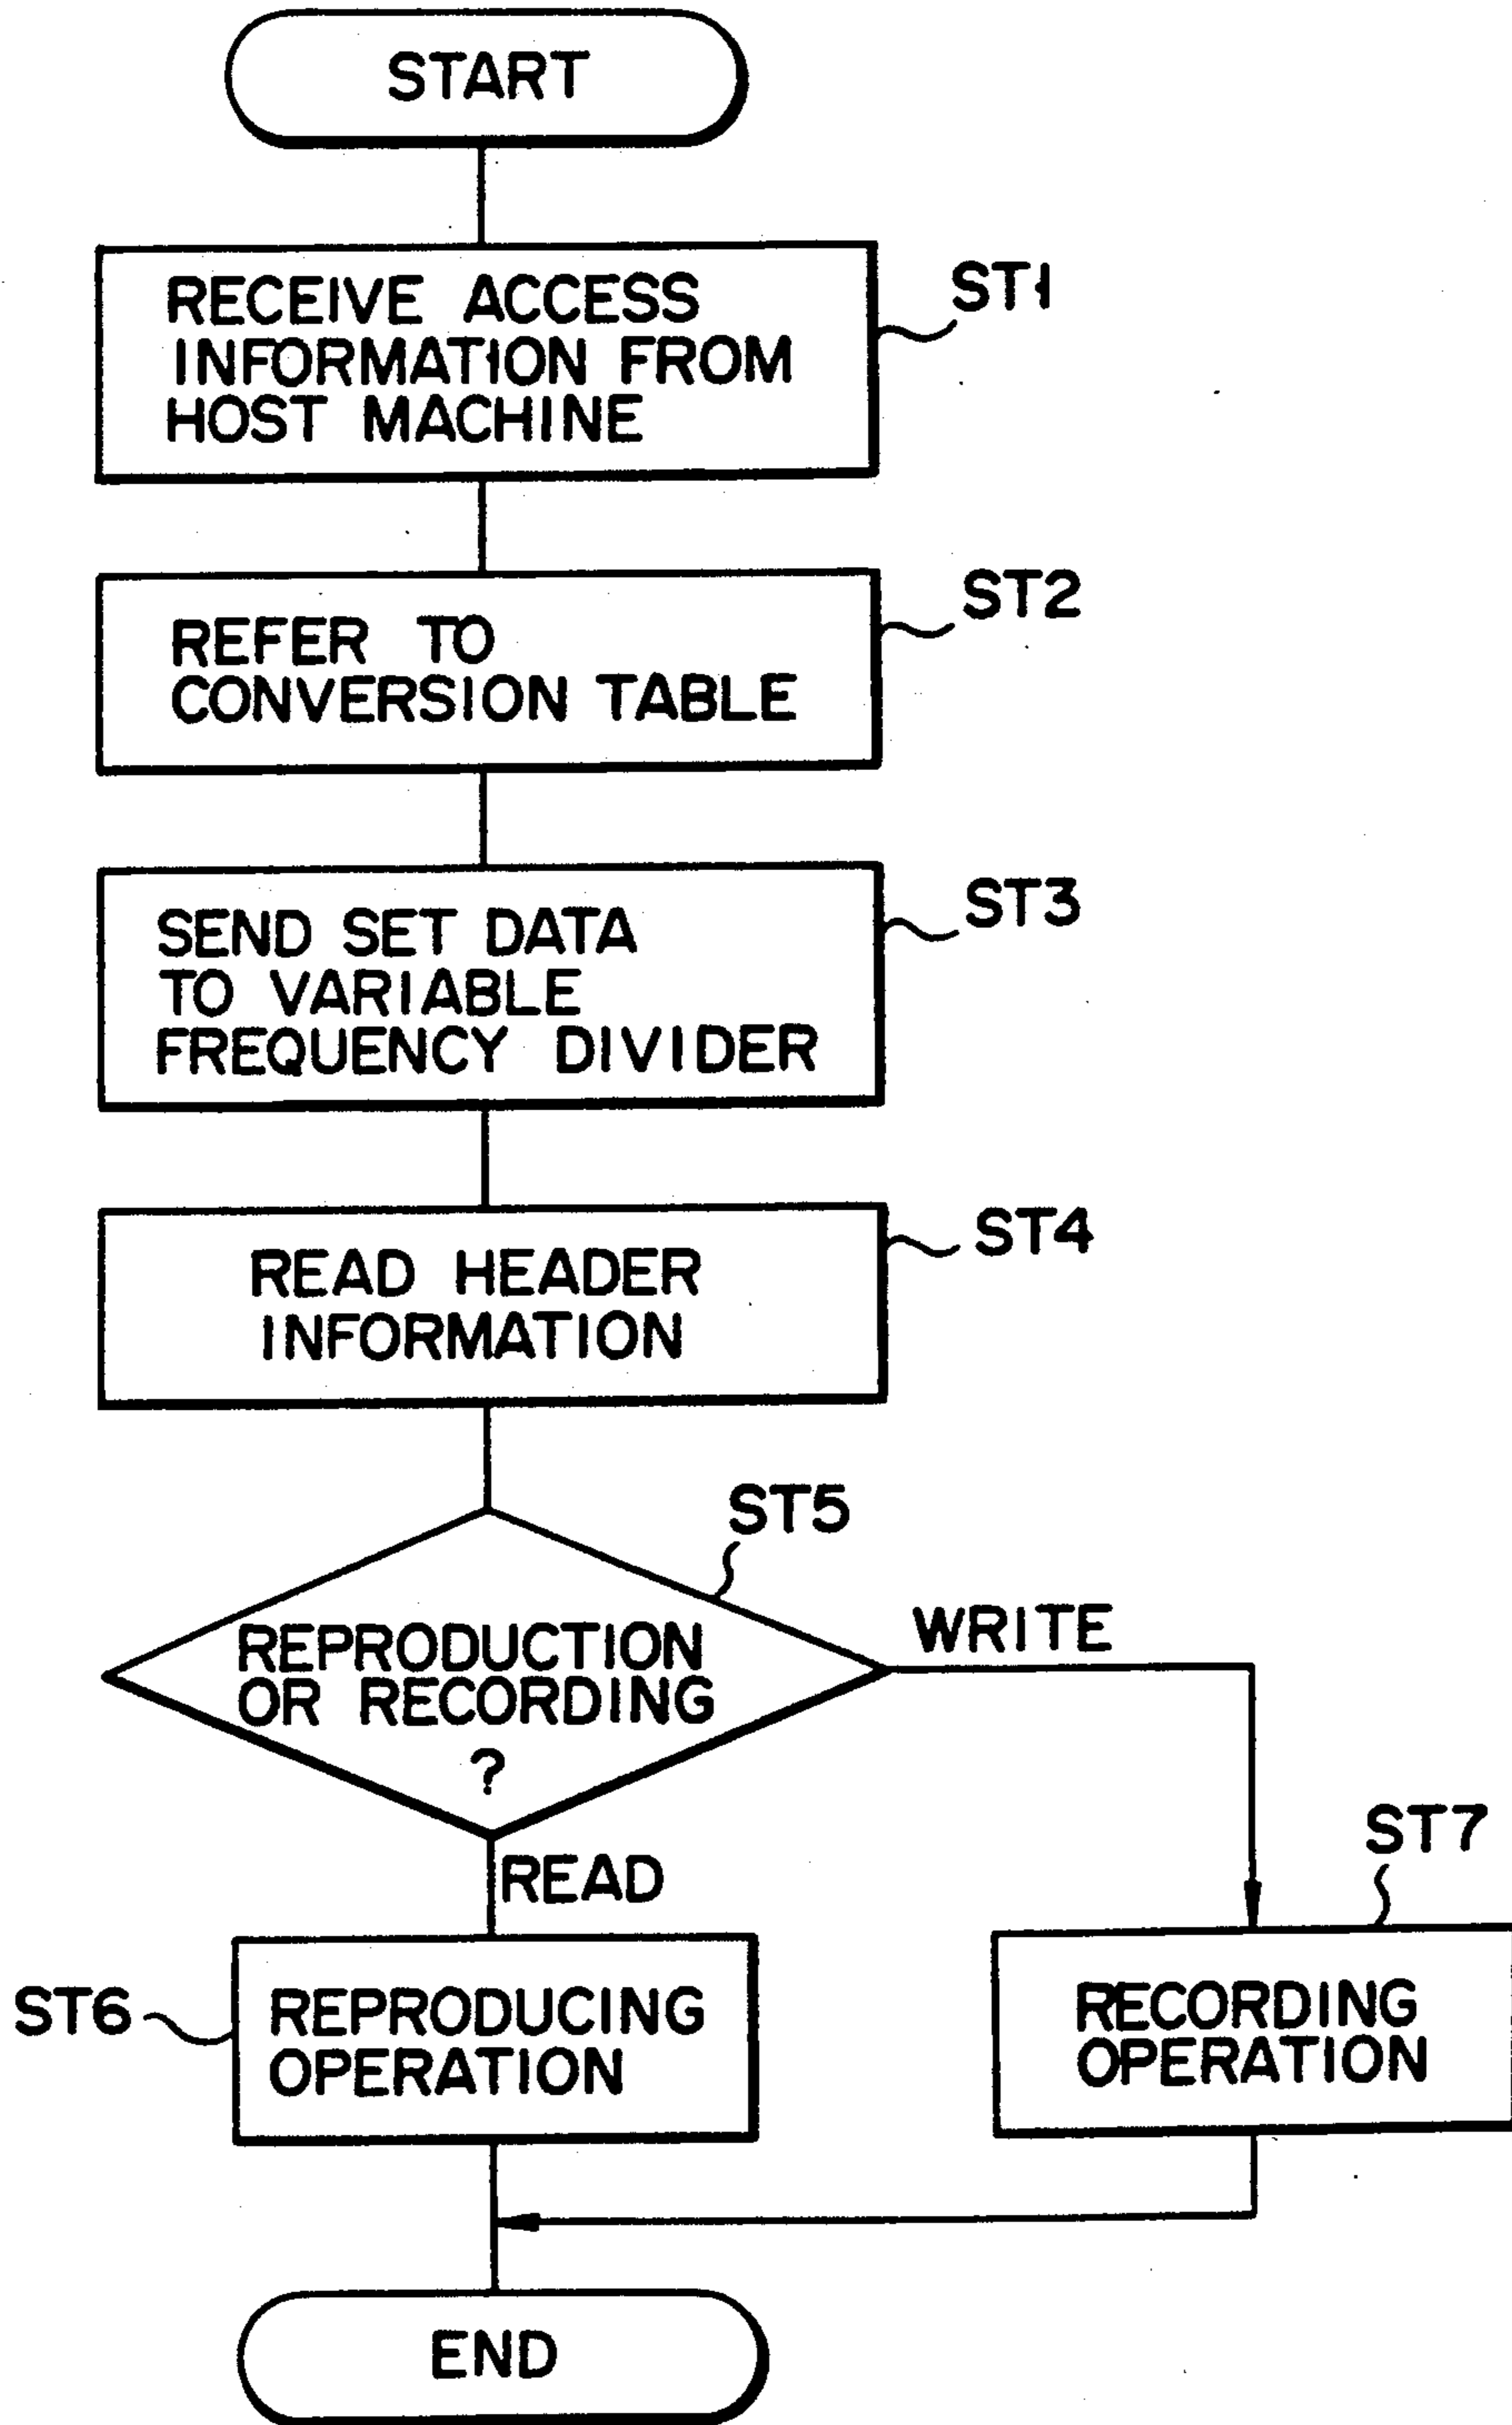 START
RECEIVE ACCESS
INFORMATION FROM
HOST MACHINE
ST1
REFER TO
CONVERSION TABLE
ST2
SEND SET DATA
TO VARIABLE
FREQUENCY DIVIDER
ST3
READ HEADER
INFORMATION
ST4
ST5
REPRODUCTION
OR RECORDING
?
WRITE
READ
ST6
REPRODUCING
OPERATION
ST7
RECORDING
OPERATION
END